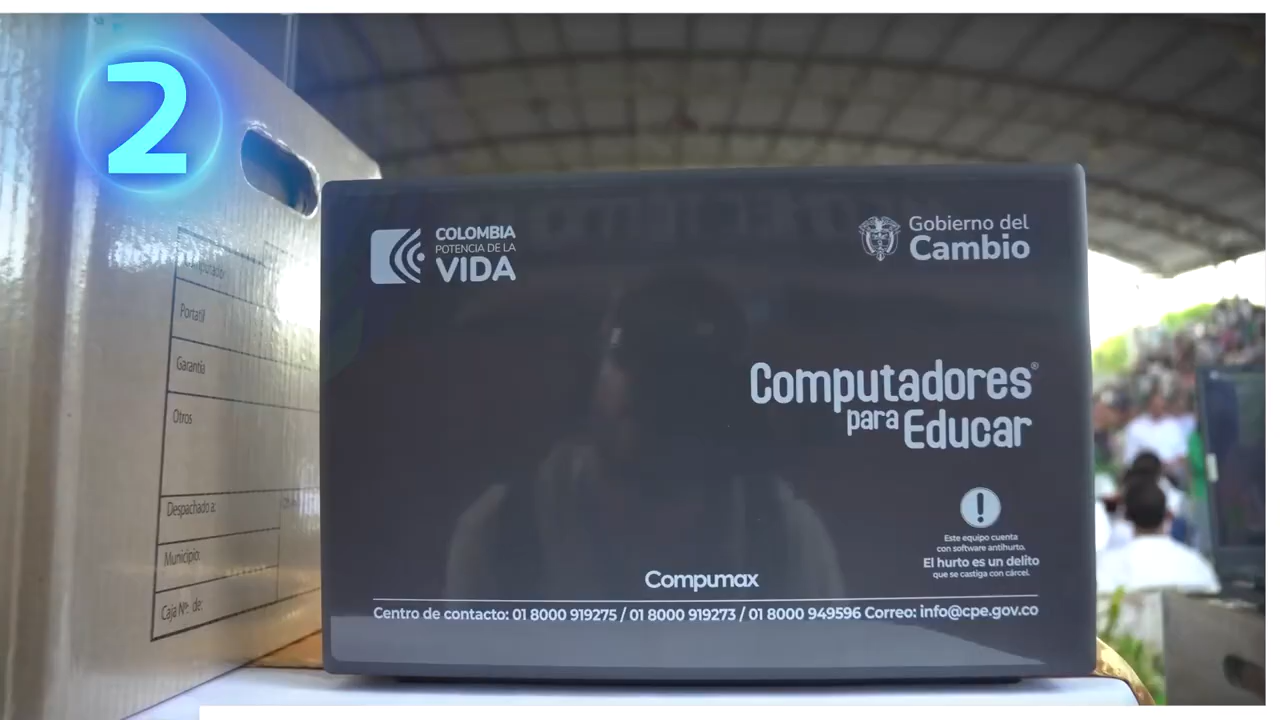 2
COLOMBIA
POTENCIA DE LA
VIDA
Gobierno del
Cambio
Computadores®
para Educar
Este equipo cuenta
con software antihurto.
El hurto es un delito
que se castiga con cárcel.
Compumax
Centro de contacto: 01 8000 919275 / 01 8000 919273 / 01 8000 949596 Correo: info@cpe.gov.co
Computador
Portatil
Garantía
Otros
Despachado a:
Municipio:
Caja Nº: de: